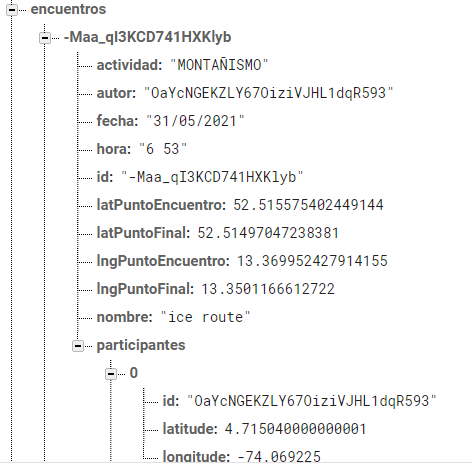 encuentros
-Maa_qI3KCD741HXKlyb
actividad: "MONTAÑISMO"
autor: "OaYcNGEKZLY67OiziVJHL1dqR593"
fecha: "31/05/2021"
hora: "6 53"
id: "-Maa_qI3KCD741HXKlyb"
latPuntoEncuentro: 52.515575402449144
latPuntoFinal: 52.51497047238381
lngPuntoEncuentro: 13.369952427914155
lngPuntoFinal: 13.3501166612722
nombre: "ice route"
participantes
0
id: "OaYcNGEKZLY67OiziVJHL1dqR593"
latitude: 4.715040000000001
longitude: -74.069225